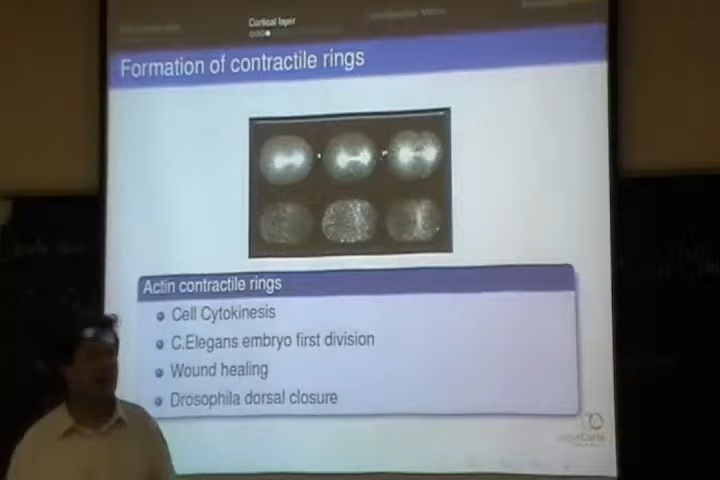 Cortical layer
Formation of contractile rings
Actin contractile rings
Cell Cytokinesis
C.Elegans embryo first division
Wound healing
Drosophila dorsal closure